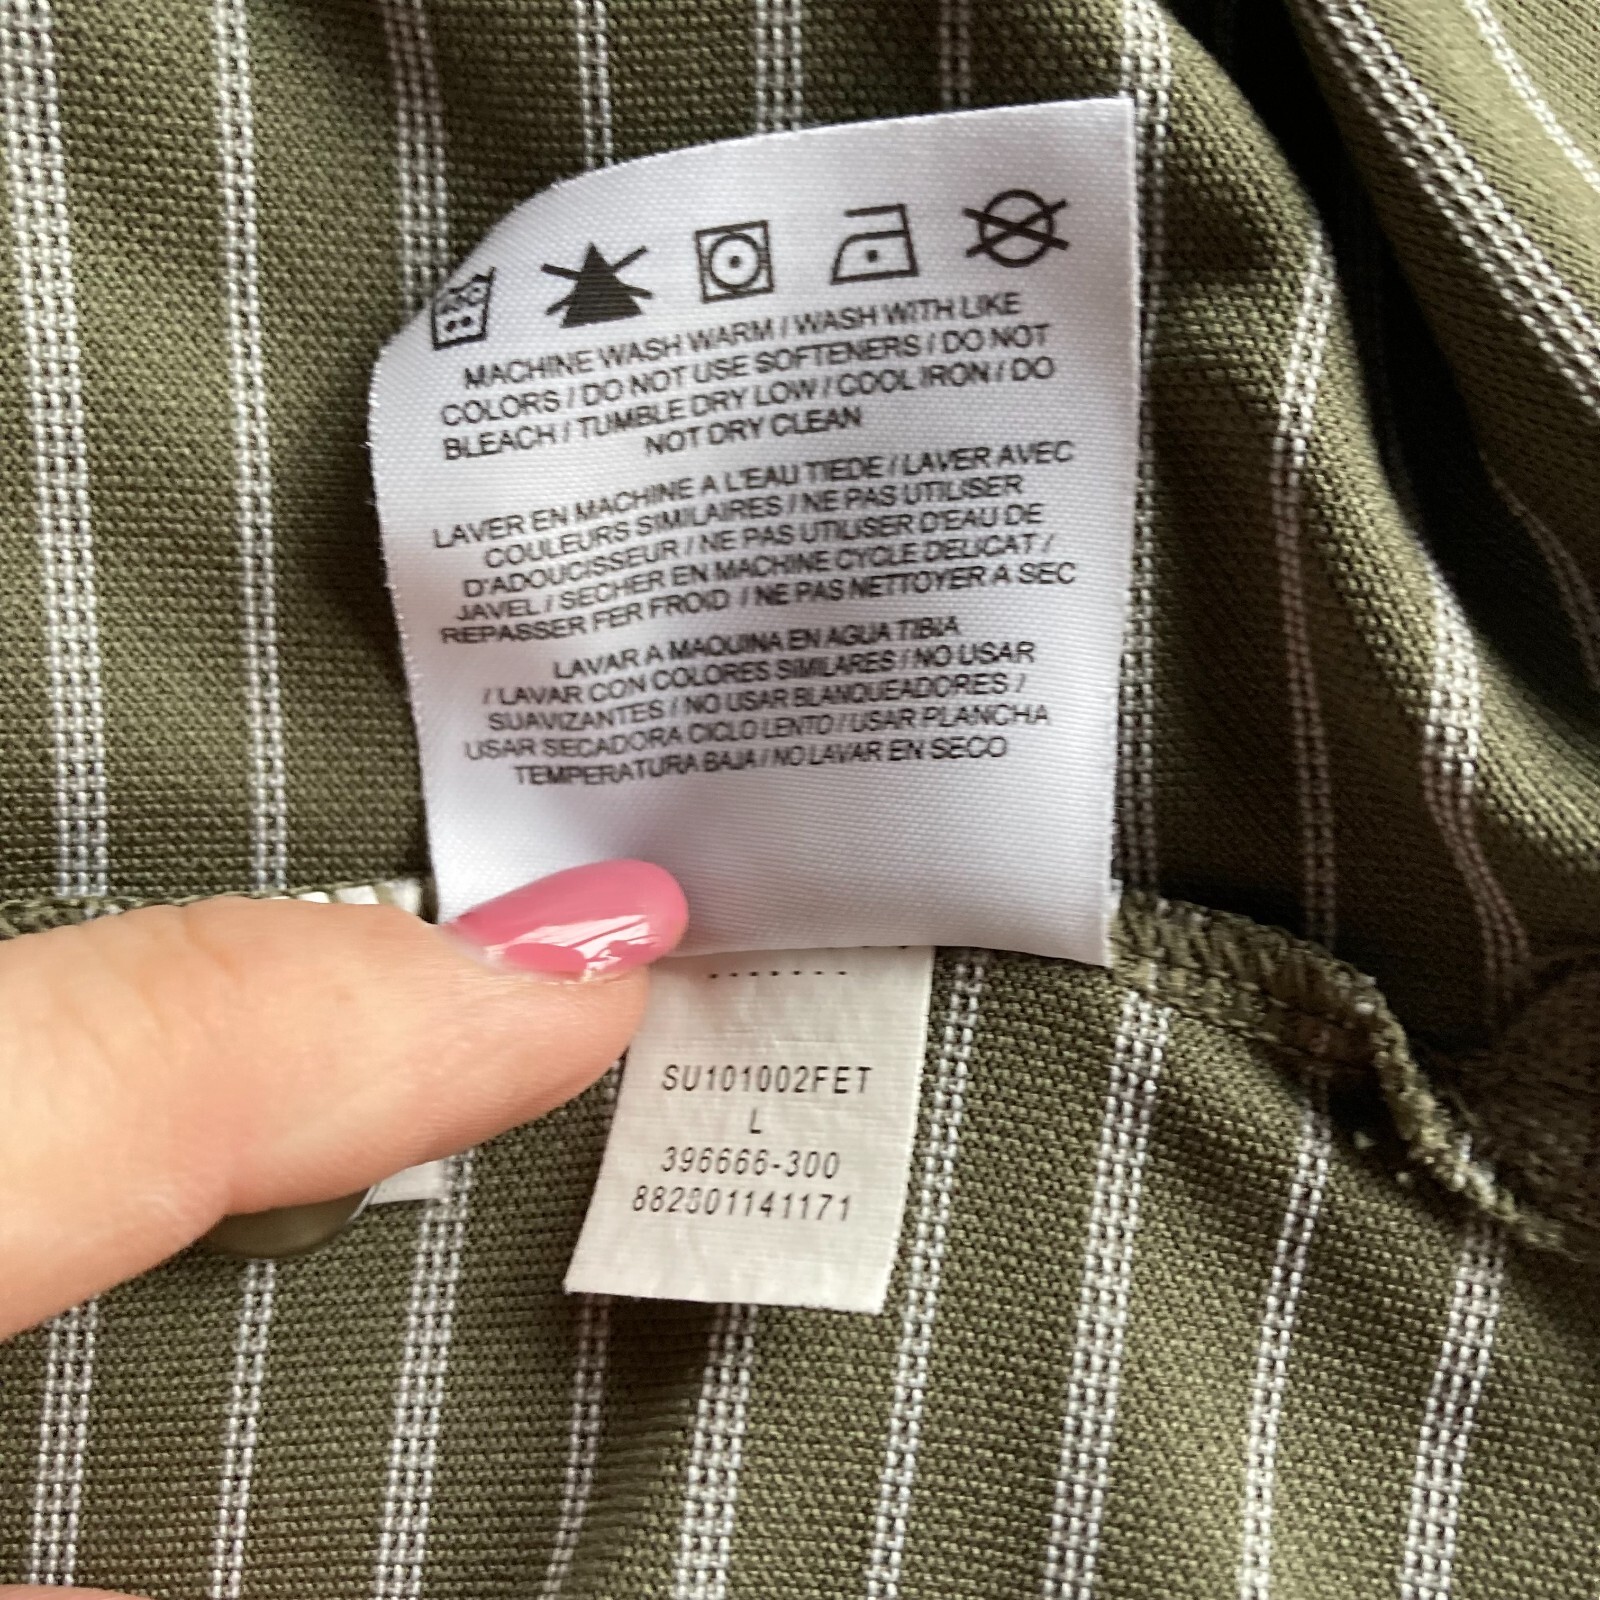 MACHINE WASH WARM / WASH WITH LIKE
COLORS / DO NOT USE SOFTENERS / DO NOT
BLEACH / TUMBLE DRY LOW / COOL IRON / DO
NOT DRY CLEAN
LAVER EN MACHINE A L'EAU TIEDE / LAVER AVEC
COULEURS SIMILAIRES / NE PAS UTILISER
D'ADOUCISSEUR / NE PAS UTILISER D'EAU DE
JAVEL / SECHER EN MACHINE CYCLE DELICAT /
REPASSER FER FROID / NE PAS NETTOYER A SEC
LAVAR A MAQUINA EN AGUA TIBIA
/ LAVAR CON COLORES SIMILARES / NO USAR
SUAVIZANTES / NO USAR BLANQUEADORES /
USAR SECADORA CICLO LENTO / USAR PLANCHA
TEMPERATURA BAJA / NO LAVAR EN SECO
SU101002FET
L
396666-300